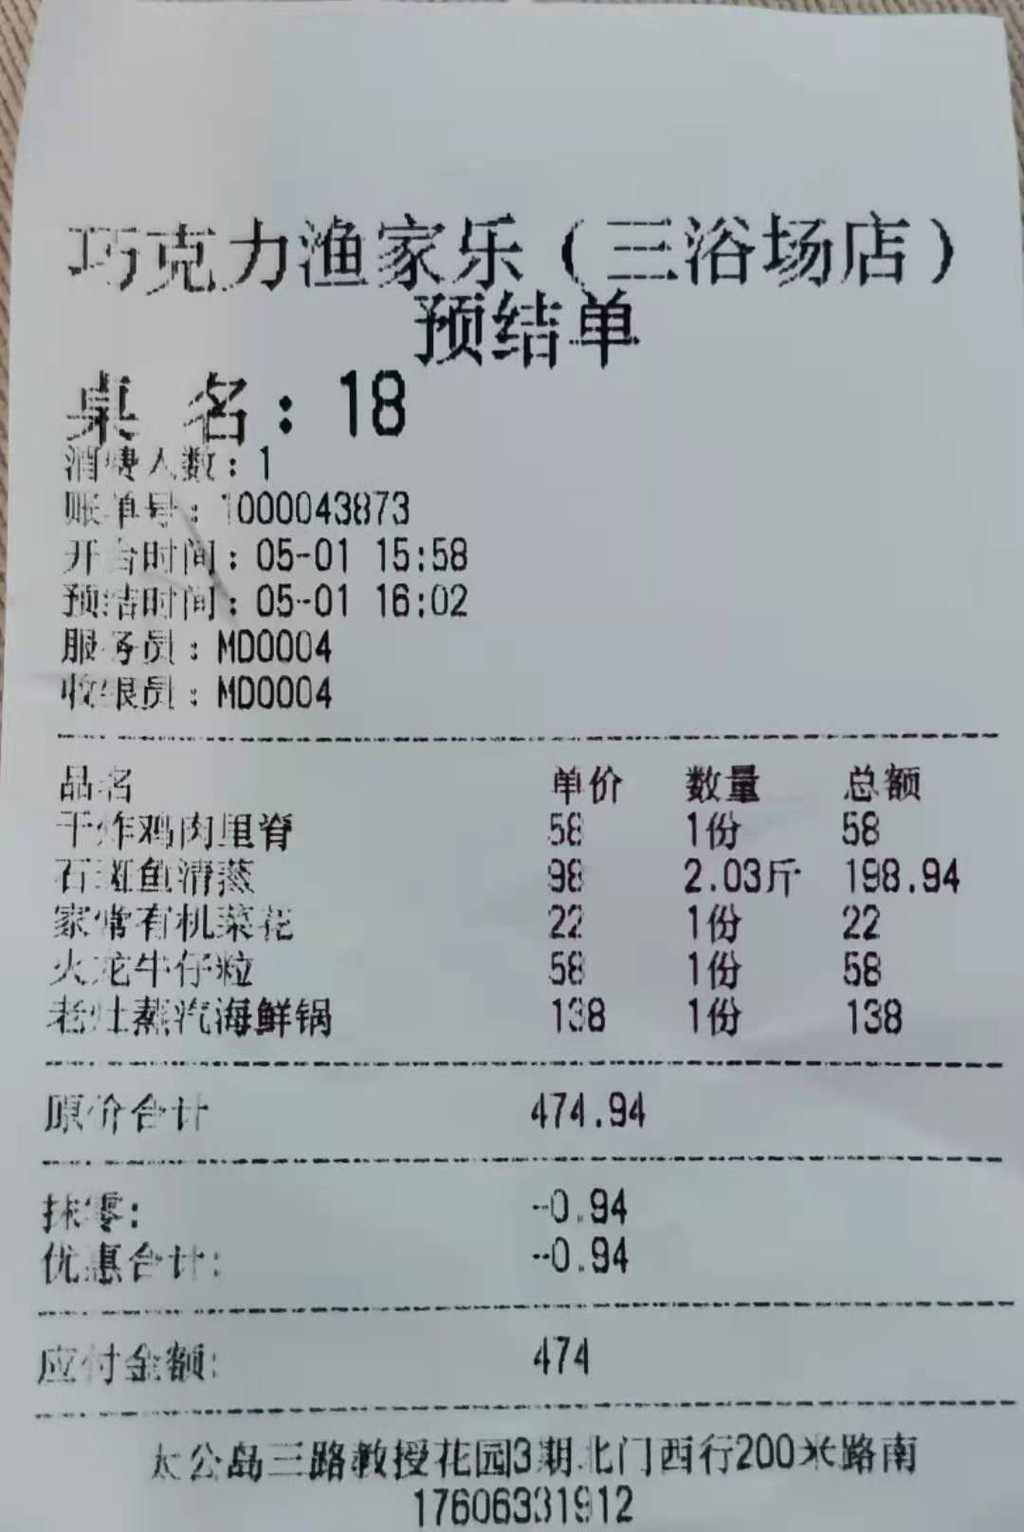 巧克力渔家乐（三浴场店）
预结单
桌 名：18
消费人数：1
账单号：1000043873
开台时间：05-01 15:58
预结时间：05-01 16:02
服务员：MD0004
收银员：MD0004
品名 单价 数量 总额
干炸鸡肉里脊 58 1份 58
石斑鱼清蒸 98 2.03斤 198.94
家常有机菜花 22 1份 22
火龙牛仔粒 58 1份 58
老灶蒸汽海鲜锅 138 1份 138
原价合计 474.94
抹零: -0.94
优惠合计: -0.94
应付金额: 474
太公岛三路教授花园3期北门西行200米路南
17606331912